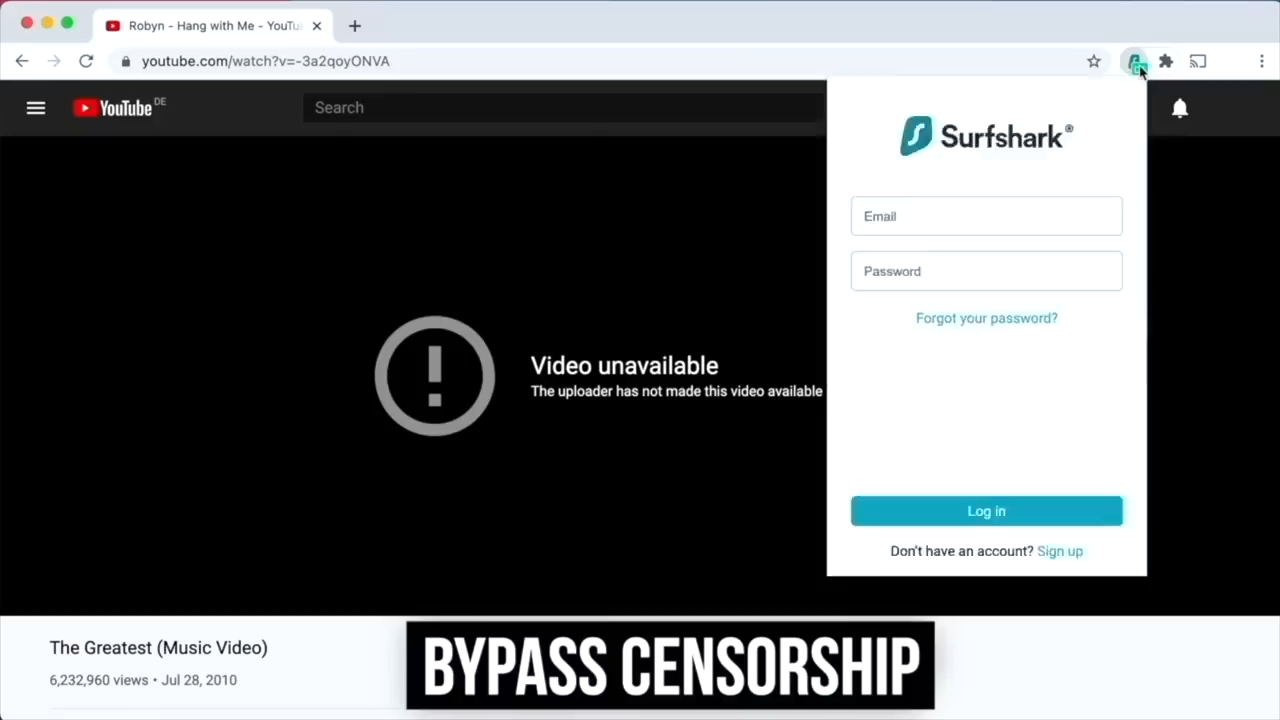 Robyn - Hang with Me - YouTu
youtube.com/watch?v=-3a2qoyONVA
YouTube DE
Search
Surfshark®
Email
Password
Forgot your password?
Video unavailable
The uploader has not made this video available
Log in
Don't have an account? Sign up
The Greatest (Music Video)
6,232,960 views • Jul 28, 2010
BYPASS CENSORSHIP